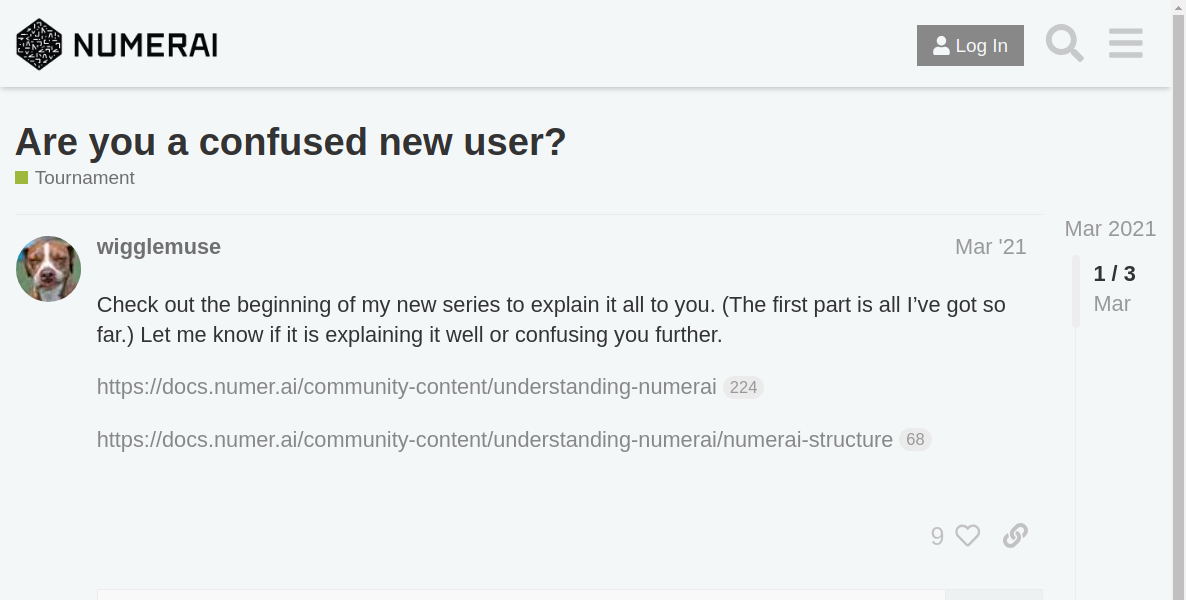 NUMERAI
Log In
Are you a confused new user?
Tournament
wigglemuse
Mar '21
Mar 2021
1 / 3
Mar
Check out the beginning of my new series to explain it all to you. (The first part is all I’ve got so
far.) Let me know if it is explaining it well or confusing you further.
https://docs.numer.ai/community-content/understanding-numerai 224
https://docs.numer.ai/community-content/understanding-numerai/numerai-structure 68
9